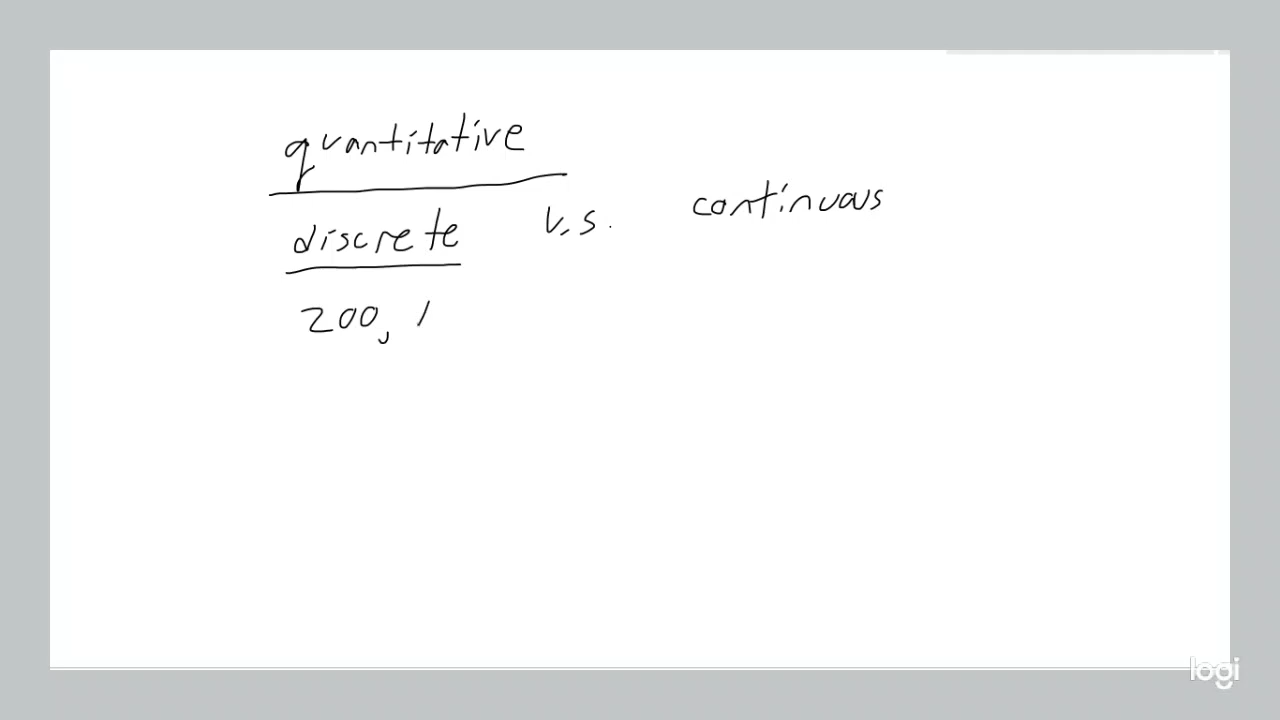 quantitative
discrete v.s. continuous
200, 1
logi